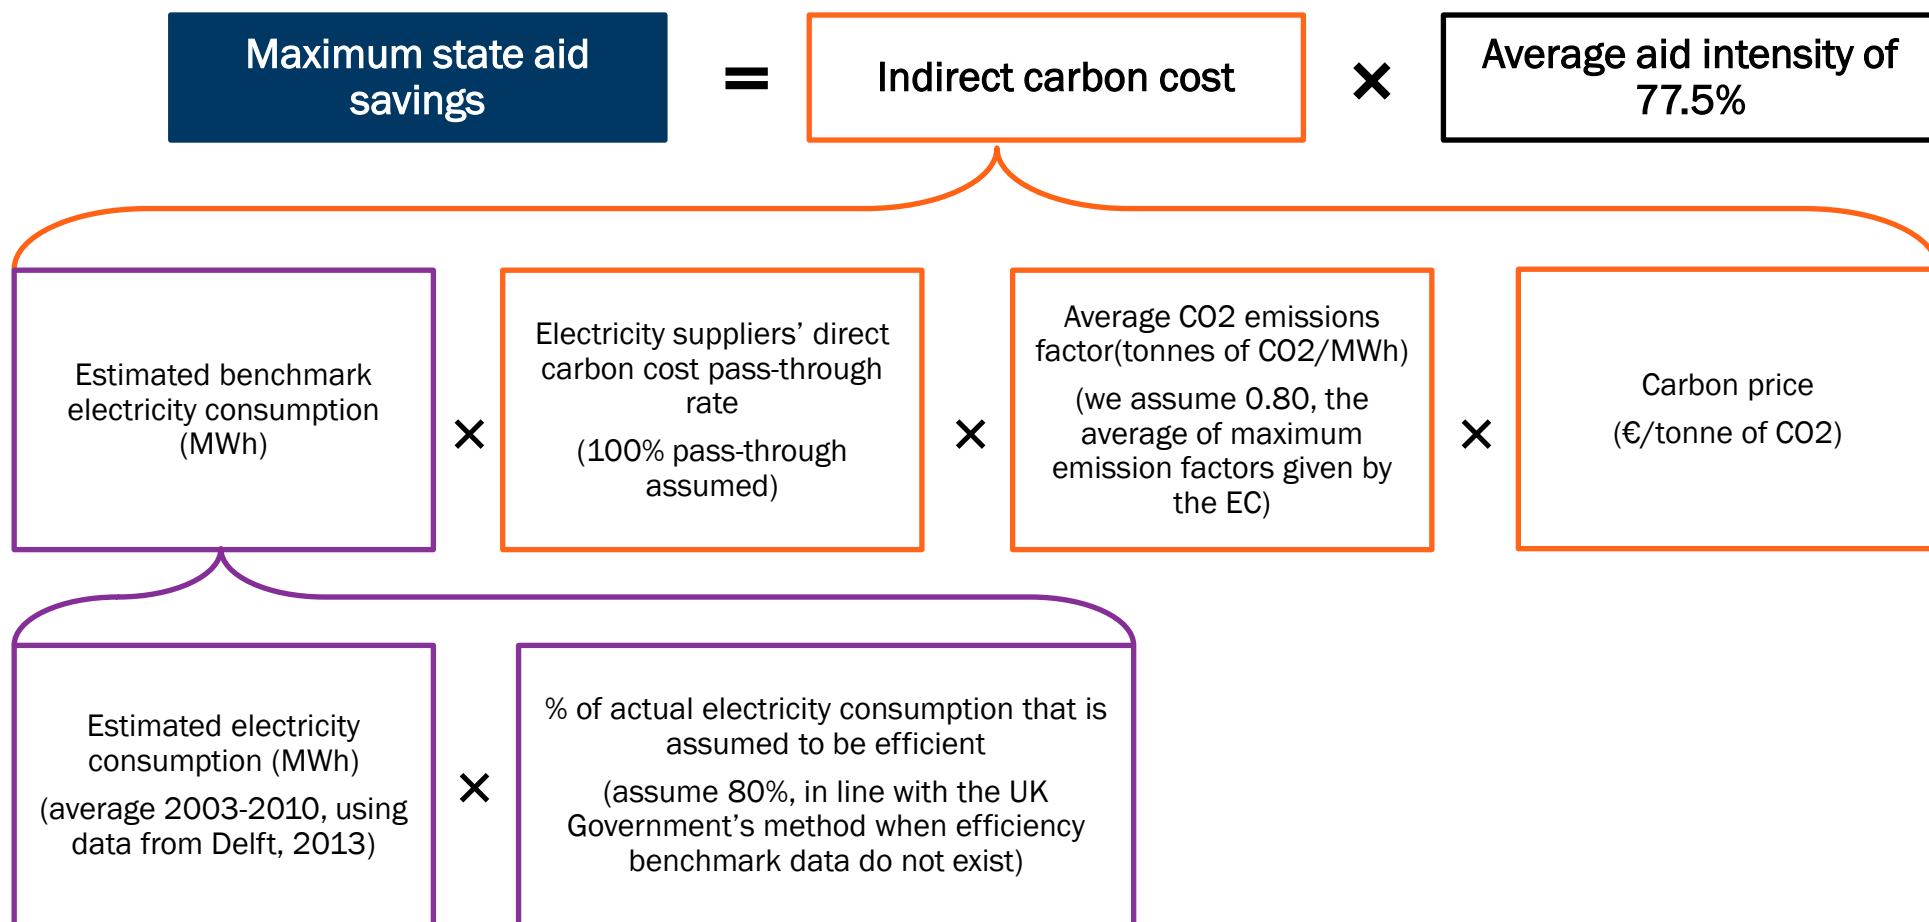 Maximum state aid
savings
=
Indirect carbon cost
×
Average aid intensity of
77.5%
Estimated benchmark
electricity consumption
(MWh)
×
Electricity suppliers’ direct
carbon cost pass-through
rate
(100% pass-through
assumed)
×
Average CO2 emissions
factor(tonnes of CO2/MWh)
(we assume 0.80, the
average of maximum
emission factors given by
the EC)
×
Carbon price
(€/tonne of CO2)
Estimated electricity
consumption (MWh)
(average 2003-2010, using
data from Delft, 2013)
×
% of actual electricity consumption that is
assumed to be efficient
(assume 80%, in line with the UK
Government’s method when efficiency
benchmark data do not exist)